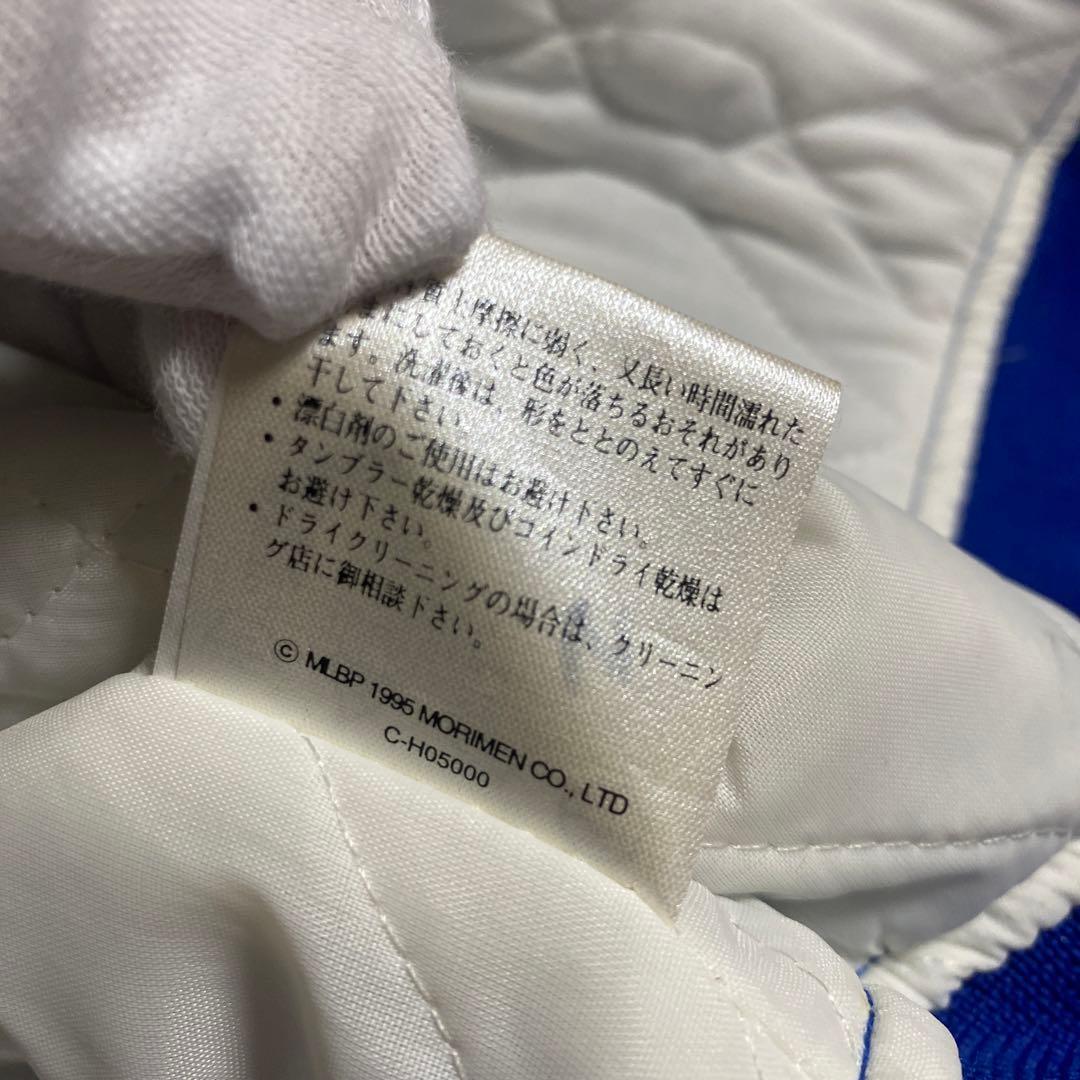 質上摩擦に弱く、又長い時間濡れた
にしておくと色が落ちるおそれがあり
ます。洗濯後は、形をととのえてすぐに
干して下さい。
・漂白剤のご使用はお避け下さい。
・タンブラー乾燥及びコインドライ乾燥は
お避け下さい。
・ドライクリーニングの場合は、クリーニン
グ店に御相談下さい。
© MLBP 1995 MORIMEN CO., LTD
C-H05000